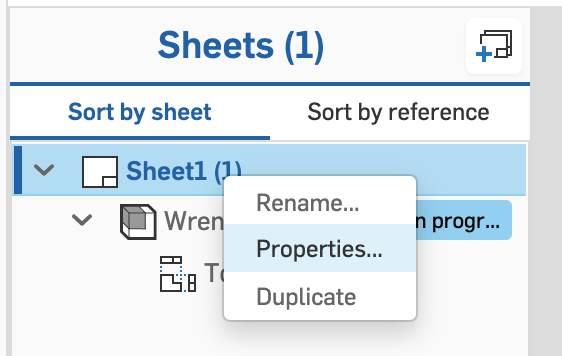 Sheets (1)
Sort by sheet
Sort by reference
Sheet1 (1)
Rename...
Wren
n progr...
Properties...
To
Duplicate